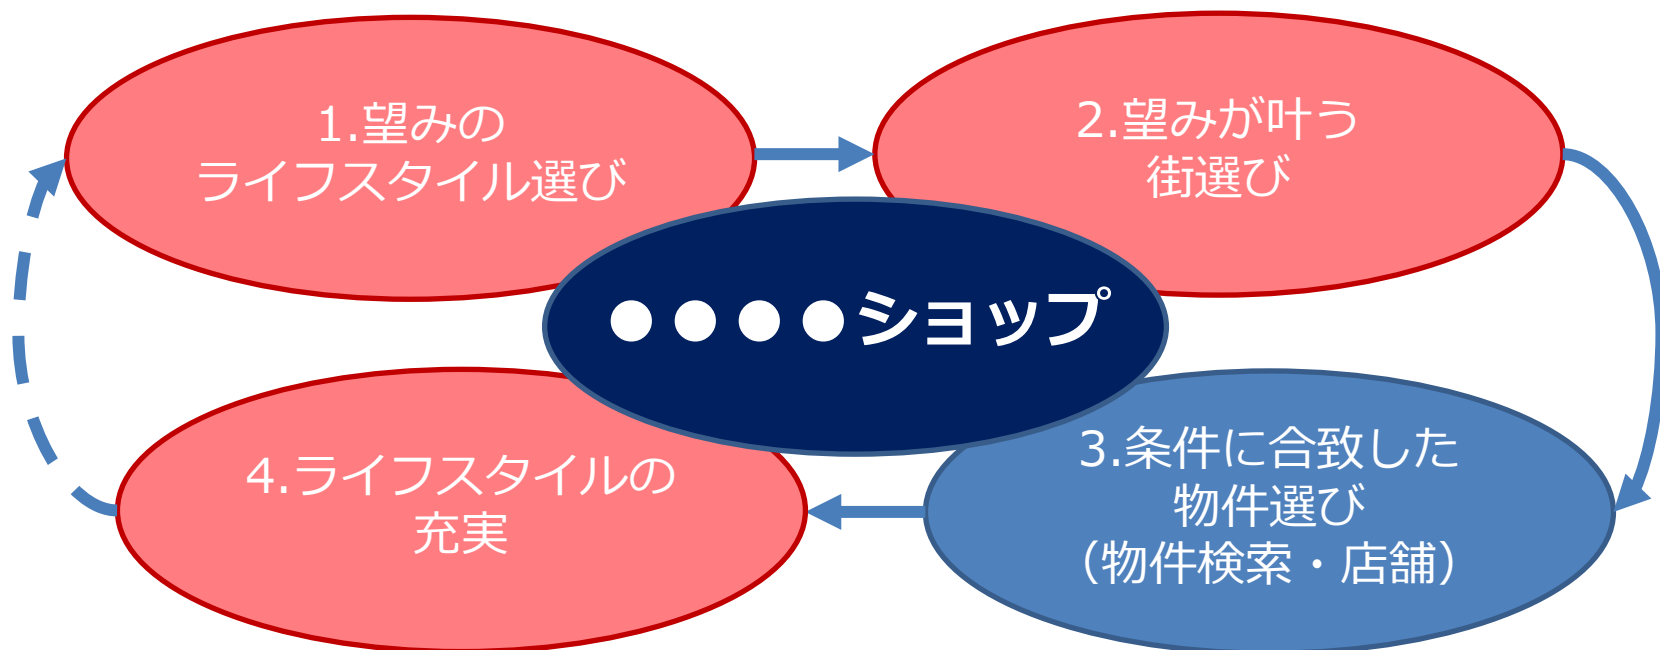 1.望みの
ライフスタイル選び
2.望みが叶う
街選び
●●●●ショップ
3.条件に合致した
物件選び
（物件検索・店舗）
4.ライフスタイルの
充実